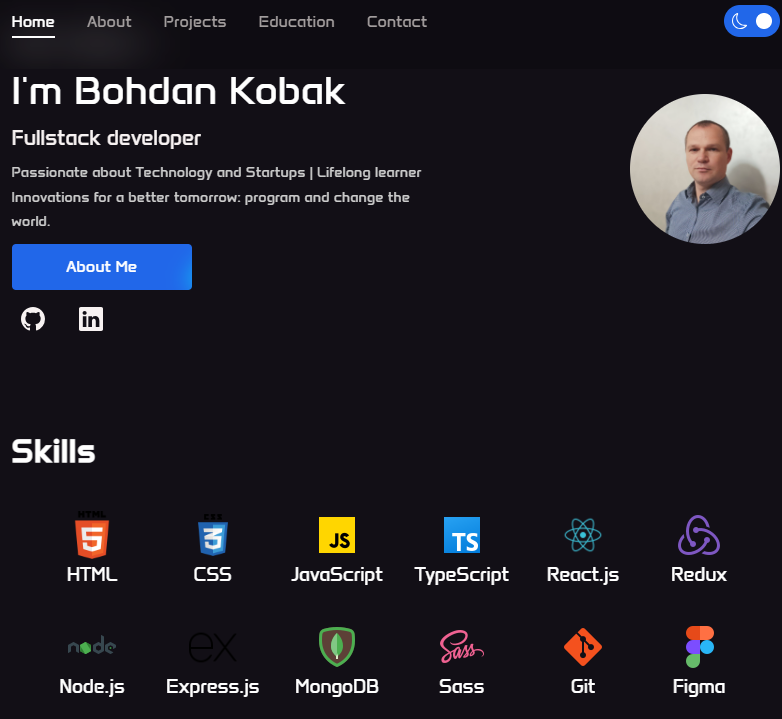 Home About Projects Education Contact
I'm Bohdan Kobak
Fullstack developer
Passionate about Technology and Startups | Lifelong learner
Innovations for a better tomorrow: program and change the
world.
About Me
in
Skills
HTML CSS JS TS
5 3
HTML CSS JavaScript TypeScript React.js Redux
node ex Sass
Node.js Express.js MongoDB Sass Git Figma